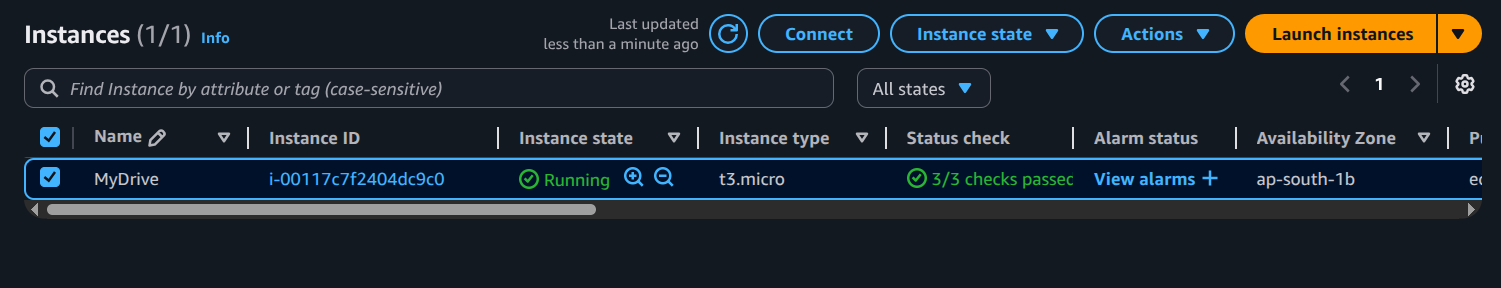 Instances (1/1) Info
Last updated
less than a minute ago
Connect
Instance state
Actions
Launch instances
Find Instance by attribute or tag (case-sensitive)
All states
1
Name Instance ID Instance state Instance type Status check Alarm status Availability Zone
MyDrive i-00117c7f2404dc9c0 Running t3.micro 3/3 checks passed View alarms + ap-south-1b